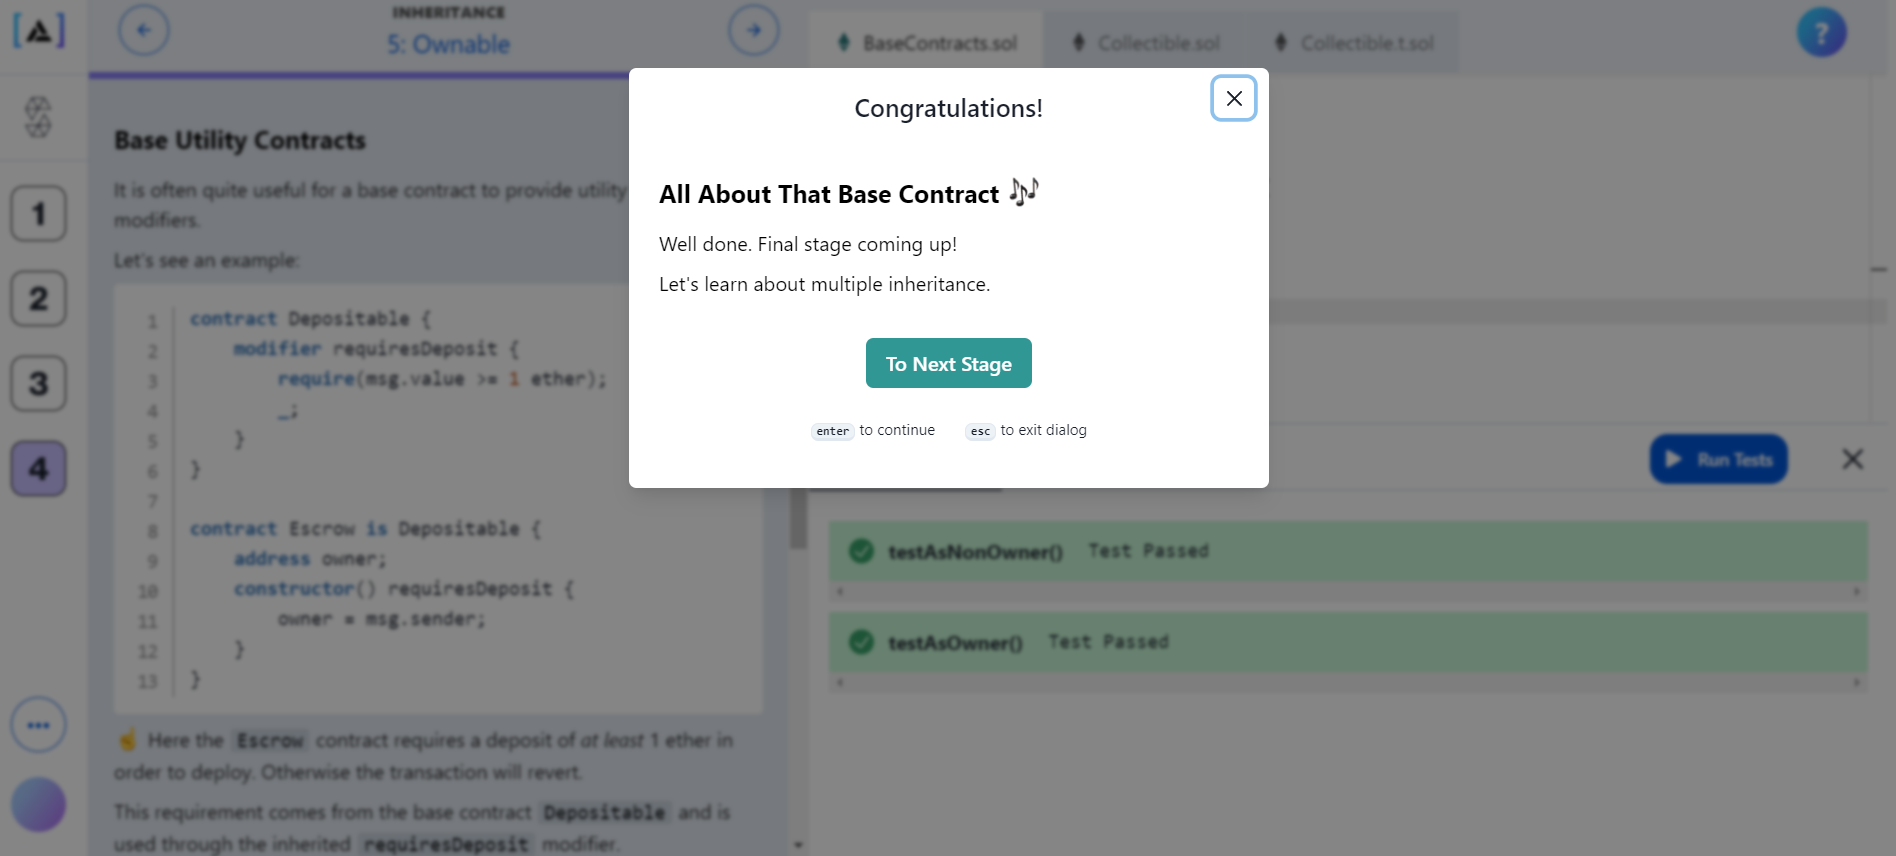 INHERITANCE
5: Ownable
BaseContracts.sol
Collectible.sol
Collectible.t.sol
?
1
2
3
4
Base Utility Contracts
It is often quite useful for a base contract to provide utility
modifiers.
Let's see an example:
1 contract Depositable {
2 modifier requiresDeposit {
3 require(msg.value >= 1 ether);
4 _;
5 }
6 }
7
8 contract Escrow is Depositable {
9 address owner;
10 constructor() requiresDeposit {
11 owner = msg.sender;
12 }
13 }
☝️ Here the Escrow contract requires a deposit of at least 1 ether in
order to deploy. Otherwise the transaction will revert.
This requirement comes from the base contract Depositable and is
used through the inherited requiresDeposit modifier.
Congratulations!
All About That Base Contract 🎶
Well done. Final stage coming up!
Let's learn about multiple inheritance.
To Next Stage
enter to continue esc to exit dialog
Run Tests
testAsNonOwner() Test Passed
testAsOwner() Test Passed